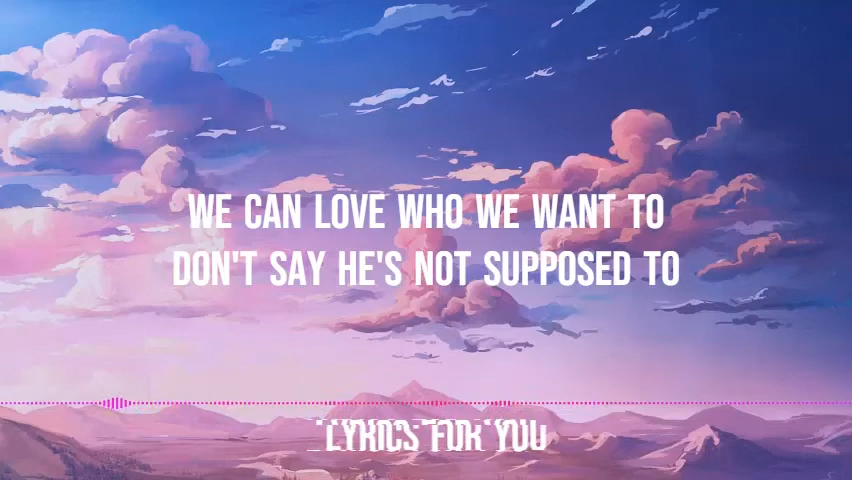 WE CAN LOVE WHO WE WANT TO
DON'T SAY HE'S NOT SUPPOSED TO
LYRICS FOR YOU